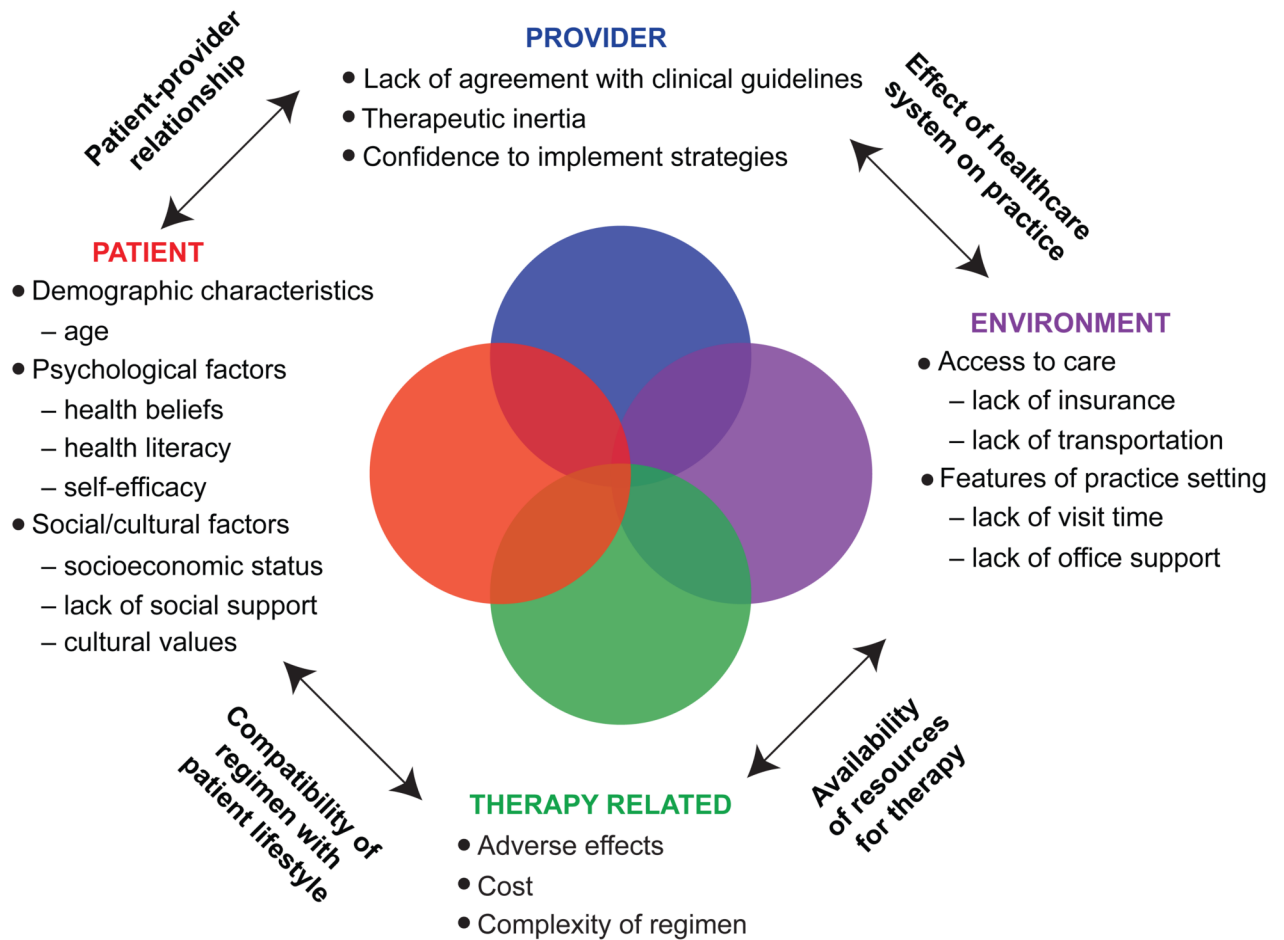 PROVIDER
• Lack of agreement with clinical guidelines
• Therapeutic inertia
• Confidence to implement strategies
Patient-provider
relationship
Effect of healthcare
system on practice
PATIENT
• Demographic characteristics
– age
• Psychological factors
– health beliefs
– health literacy
– self-efficacy
• Social/cultural factors
– socioeconomic status
– lack of social support
– cultural values
ENVIRONMENT
• Access to care
– lack of insurance
– lack of transportation
• Features of practice setting
– lack of visit time
– lack of office support
Compatibility of
regimen with
patient lifestyle
Availability
of resources
for therapy
THERAPY RELATED
• Adverse effects
• Cost
• Complexity of regimen